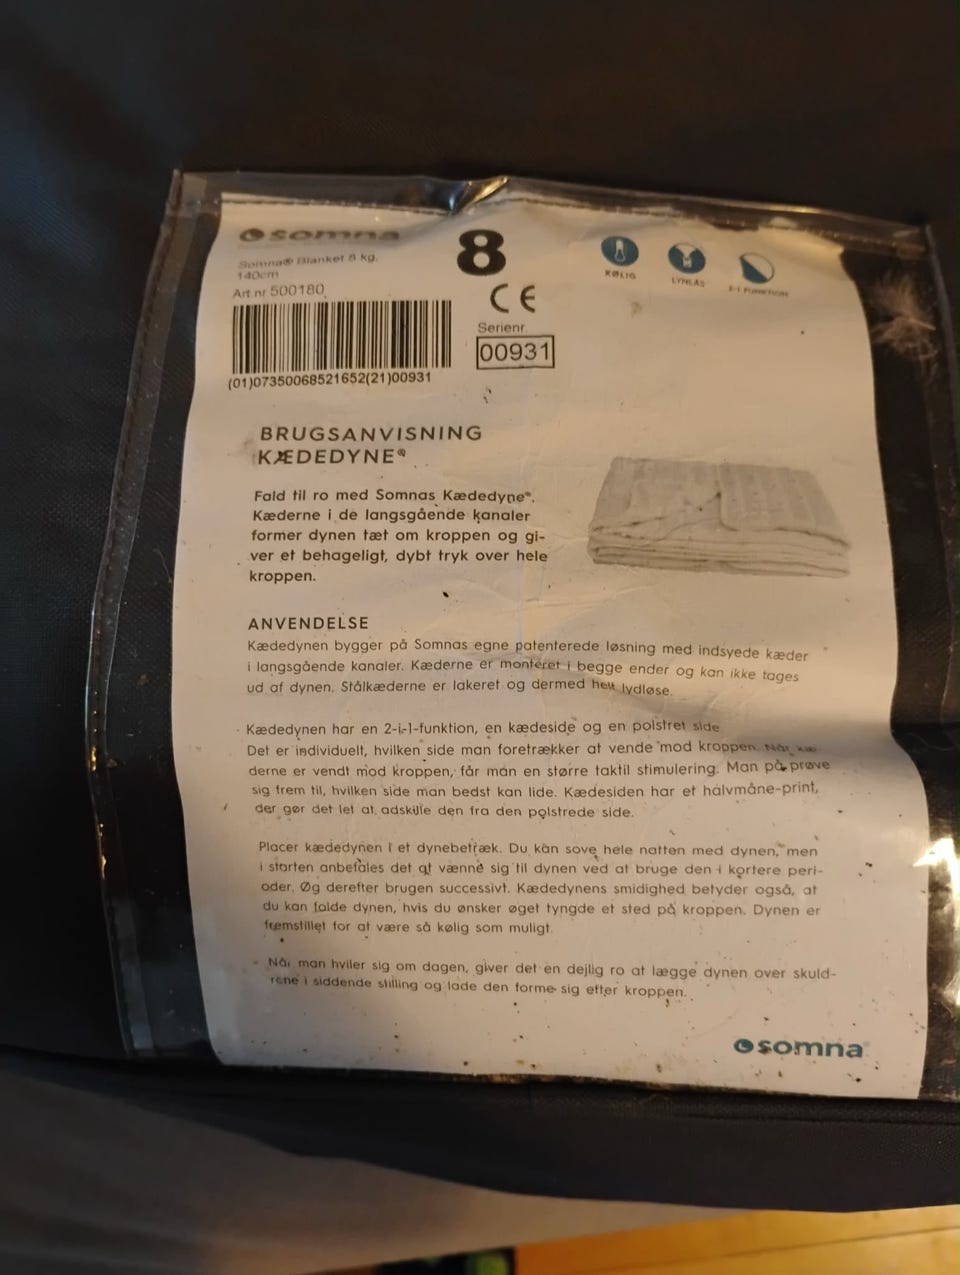 somna
8
Somna® Blanket 8 kg,
140cm
Art.nr 500180
CE
Serienr.
00931
(01)07350068521652(21)00931
KØLIG
LYNLÅS
2-I-1 FUNKTION
BRUGSANVISNING
KÆDEDYNE®
Fald til ro med Somnas Kædedyne®.
Kæderne i de langsgående kanaler
former dynen tæt om kroppen og gi-
ver et behageligt, dybt tryk over hele
kroppen.
ANVENDELSE
Kædedynen bygger på Somnas egne patenterede løsning med indsyede kæder
i langsgående kanaler. Kæderne er monteret i begge ender og kan ikke tages
ud af dynen. Stålkæderne er lakeret og dermed helt lydløse.
Kædedynen har en 2-i-1-funktion, en kædeside og en polstret side
Det er individuelt, hvilken side man foretrækker at vende mod kroppen. Når kæ-
derne er vendt mod kroppen, får man en større taktil stimulering. Man på prøve
sig frem til, hvilken side man bedst kan lide. Kædesiden har et halvmåne-print,
der gør det let at adskille den fra den polstrede side.
Placer kædedynen i et dynebetræk. Du kan sove hele natten med dynen, men
i starten anbefales det at vænne sig til dynen ved at bruge den i kortere peri-
oder. Øg derefter brugen successivt. Kædedynens smidighed betyder også, at
du kan folde dynen, hvis du ønsker øget tyngde et sted på kroppen. Dynen er
fremstillet for at være så kølig som muligt.
Når man hviler sig om dagen, giver det en dejlig ro at lægge dynen over skuld-
rene i siddende stilling og lade den forme sig efter kroppen.
somna